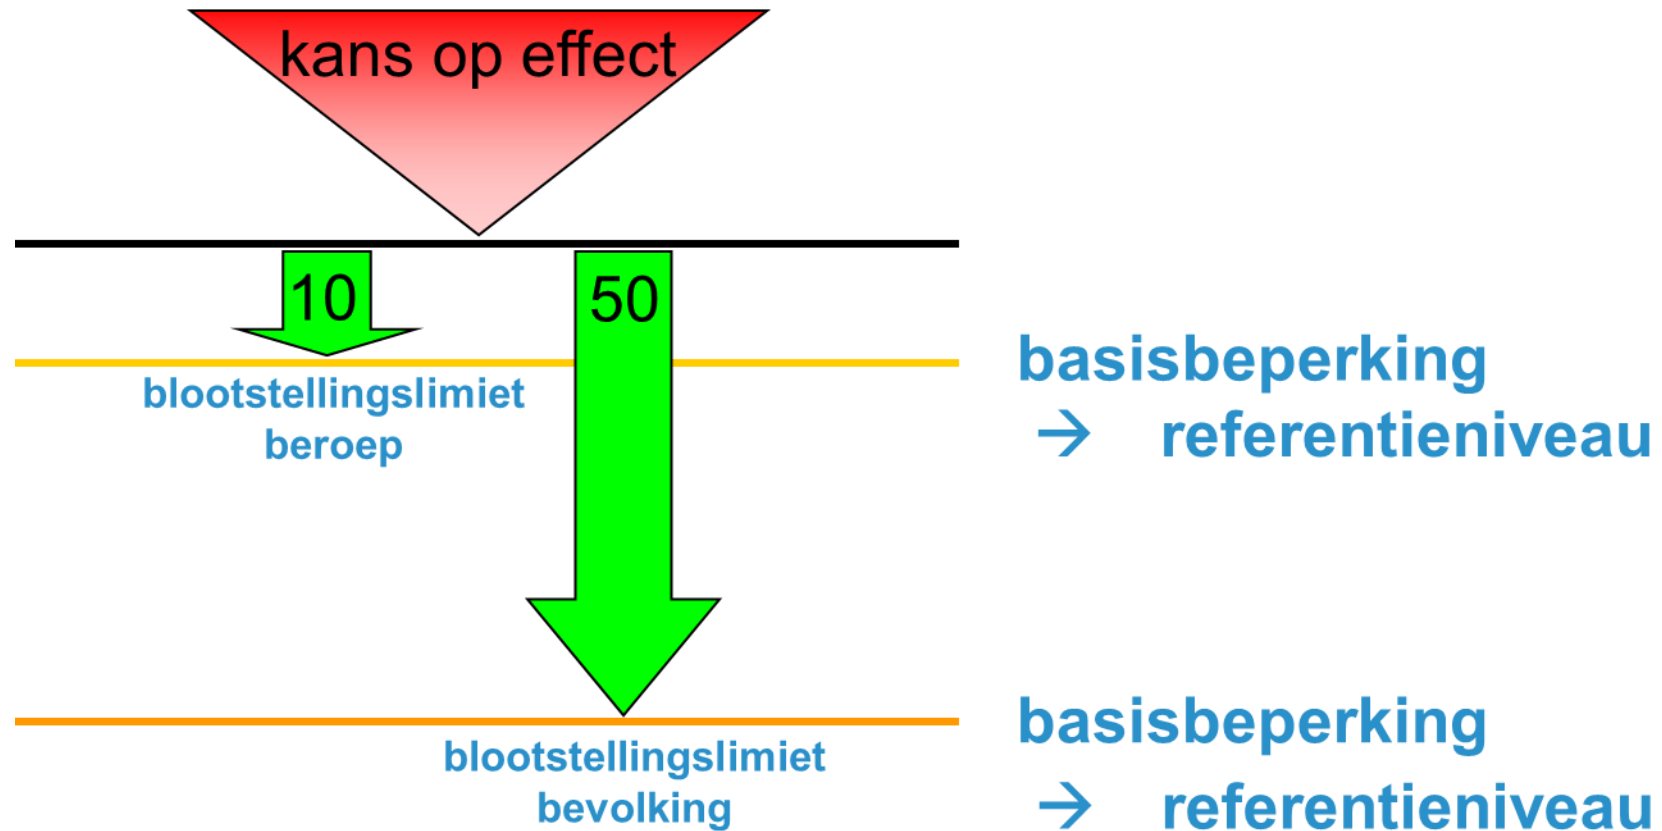 kans op effect
10
50
blootstellingslimiet
beroep
basisbeperking
→ referentieniveau
blootstellingslimiet
bevolking
basisbeperking
→ referentieniveau